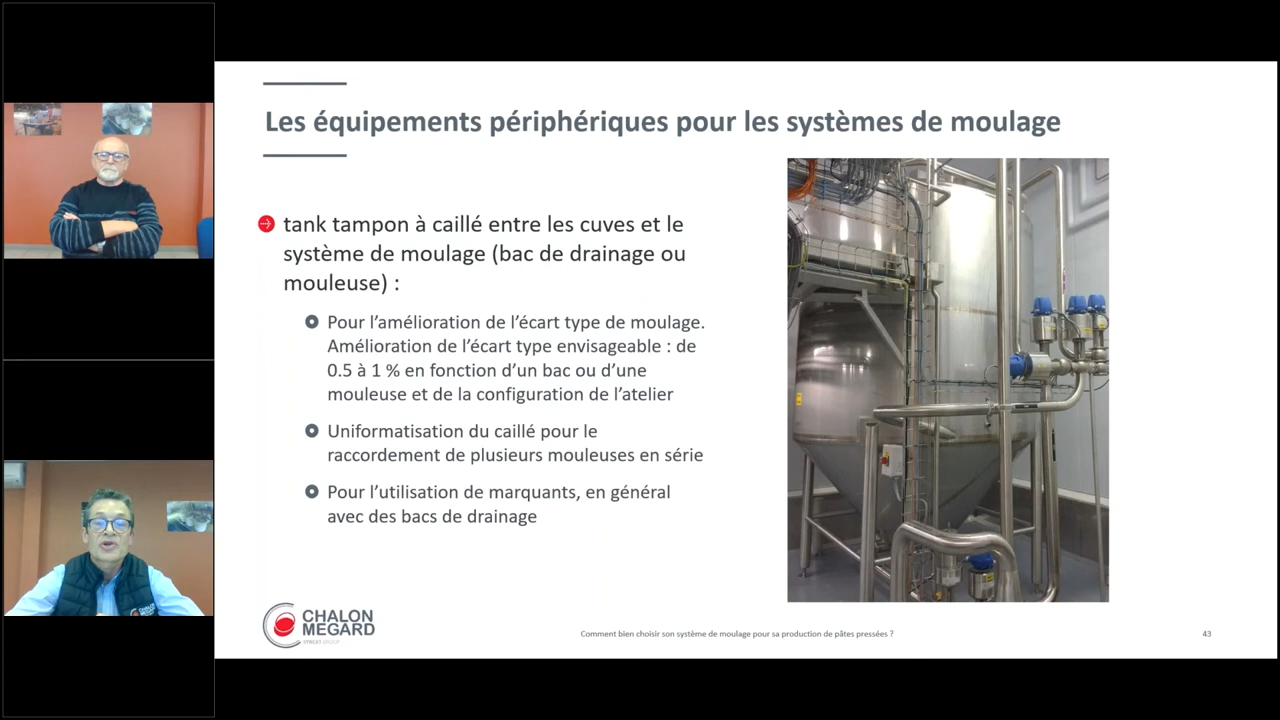 Les équipements périphériques pour les systèmes de moulage
tank tampon à caillé entre les cuves et le
système de moulage (bac de drainage ou
mouleuse) :
Pour l’amélioration de l’écart type de moulage.
Amélioration de l’écart type envisageable : de
0.5 à 1 % en fonction d’un bac ou d’une
mouleuse et de la configuration de l’atelier
Uniformatisation du caillé pour le
raccordement de plusieurs mouleuses en série
Pour l’utilisation de marquants, en général
avec des bacs de drainage
CHALON
MEGARD
Comment bien choisir son système de moulage pour sa production de pâtes pressées ?
43